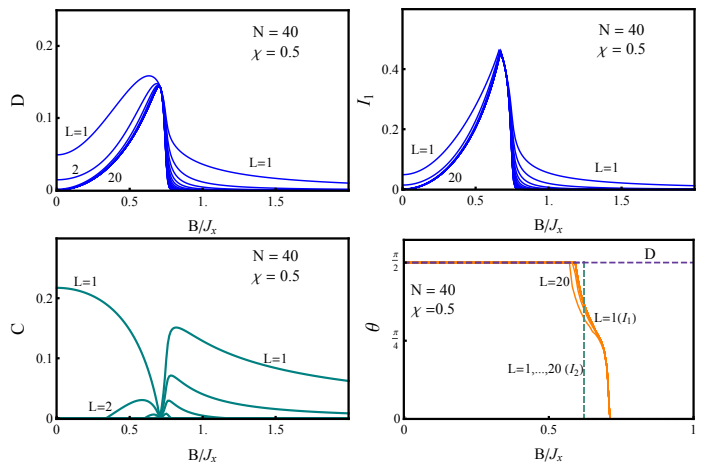 0.2
0.1
0
0
0.5
1.
1.5
D
B/Jx
N = 40
χ = 0.5
L=1
2
20
L=1
0.4
0.2
0
0
0.5
1.
1.5
I1
B/Jx
N = 40
χ = 0.5
L=1
20
L=1
0.2
0.1
0
0
0.5
1.
1.5
C
B/Jx
N = 40
χ = 0.5
L=1
L=2
L=1
π/2
π/4
0
0
0.5
1
θ
B/Jx
D
N = 40
χ =0.5
L=20
L=1(I1)
L=1,...,20 (I2)